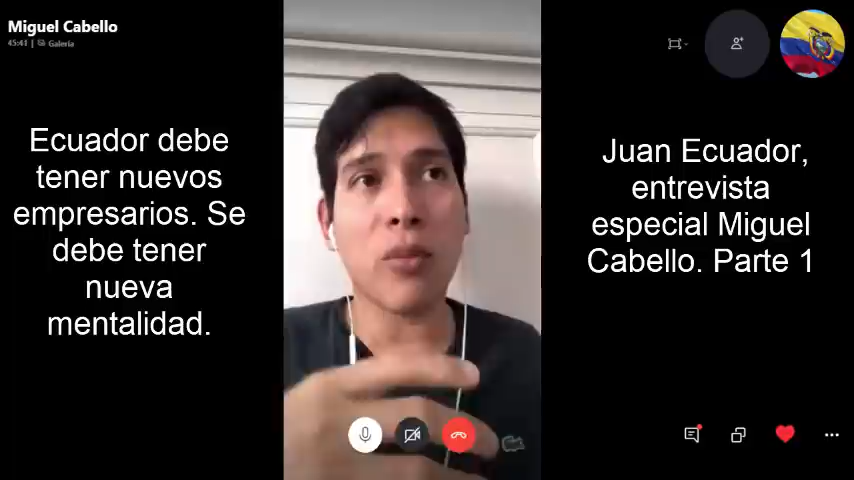 Miguel Cabello
45:41 | Galería
Ecuador debe
tener nuevos
empresarios. Se
debe tener
nueva
mentalidad.
Juan Ecuador,
entrevista
especial Miguel
Cabello. Parte 1